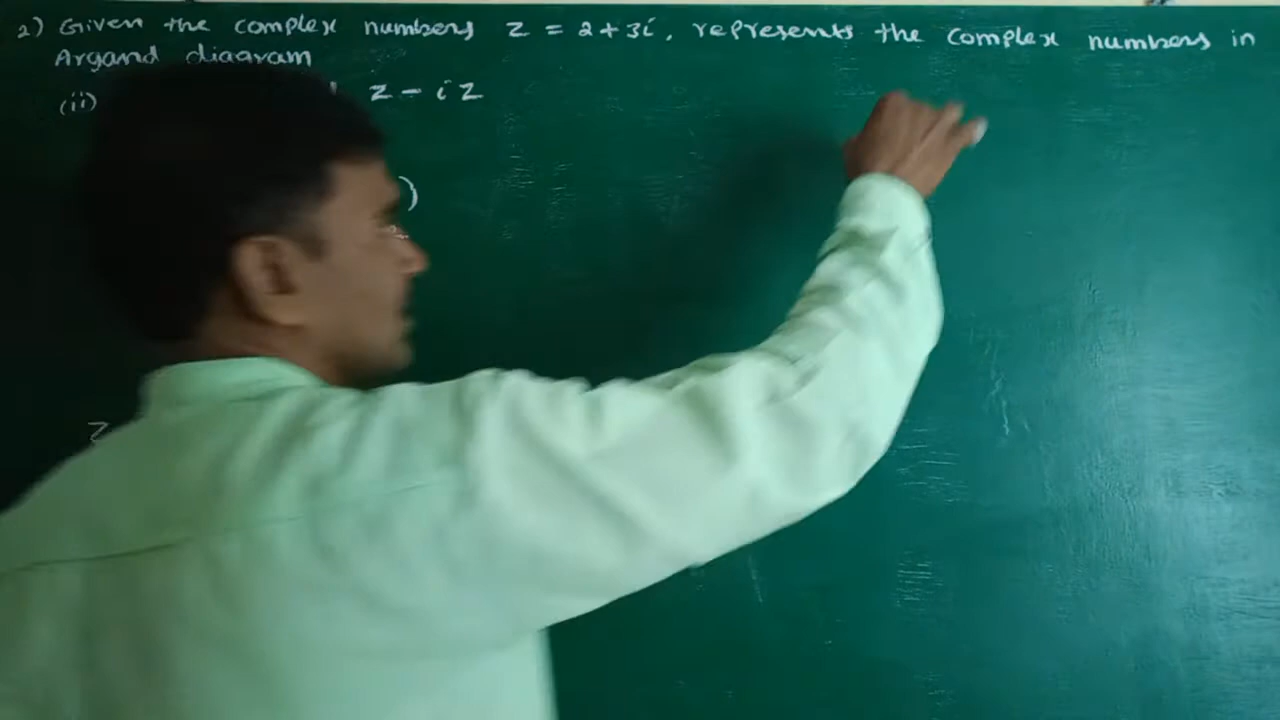 2) Given the complex numbers z = 2+3i, represents the complex numbers in
Argand diagram
(ii) z - iz
)
z